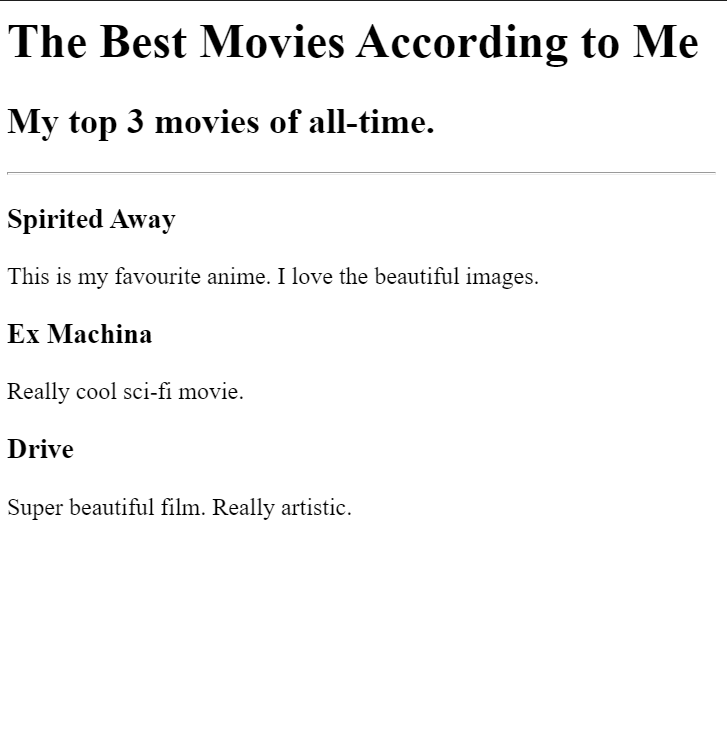 The Best Movies According to Me
My top 3 movies of all-time.
Spirited Away
This is my favourite anime. I love the beautiful images.
Ex Machina
Really cool sci-fi movie.
Drive
Super beautiful film. Really artistic.